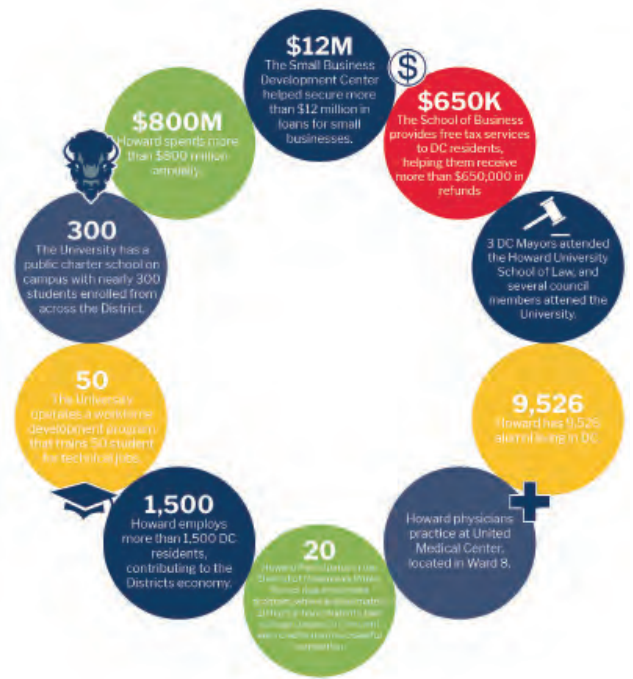 $12M
The Small Business
Development Center
helped secure more
than $12 million in
loans for small
businesses.
$
$650K
The School of Business
provides free tax services
to DC residents,
helping them receive
more than $650,000 in
refunds
3 DC Mayors attended
the Howard University
School of Law, and
several council
members attened the
University.
9,526
Howard has 9,526
alumni living in DC
Howard physicians
practice at United
Medical Center,
located in Ward 8.
20
1,500
Howard employs
more than 1,500 DC
residents,
contributing to the
Districts economy.
50
The University
a workforce
development program
that trains 50 student
for technical jobs.
300
The University has a
public charter school on
campus with nearly 300
students enrolled from
across the District.
$800M
Howard spends more
than $800 million
annually.